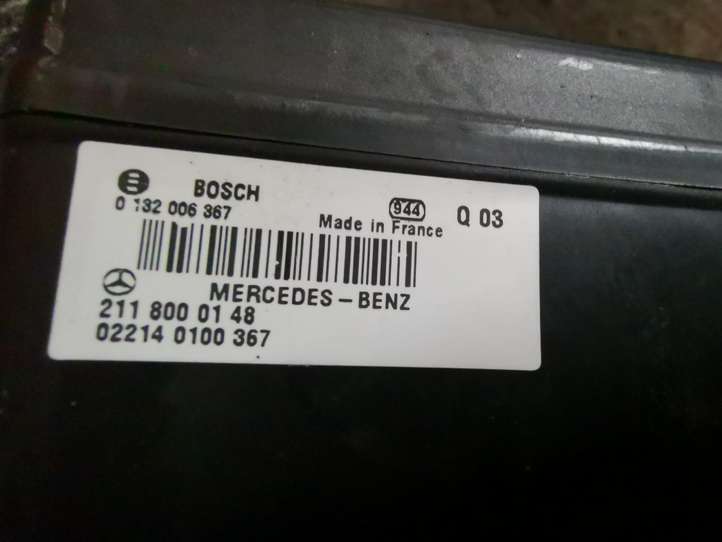 BOSCH
0 132 006 367
944
Q 03
Made in France
MERCEDES-BENZ
211 800 01 48
02214 0100 367